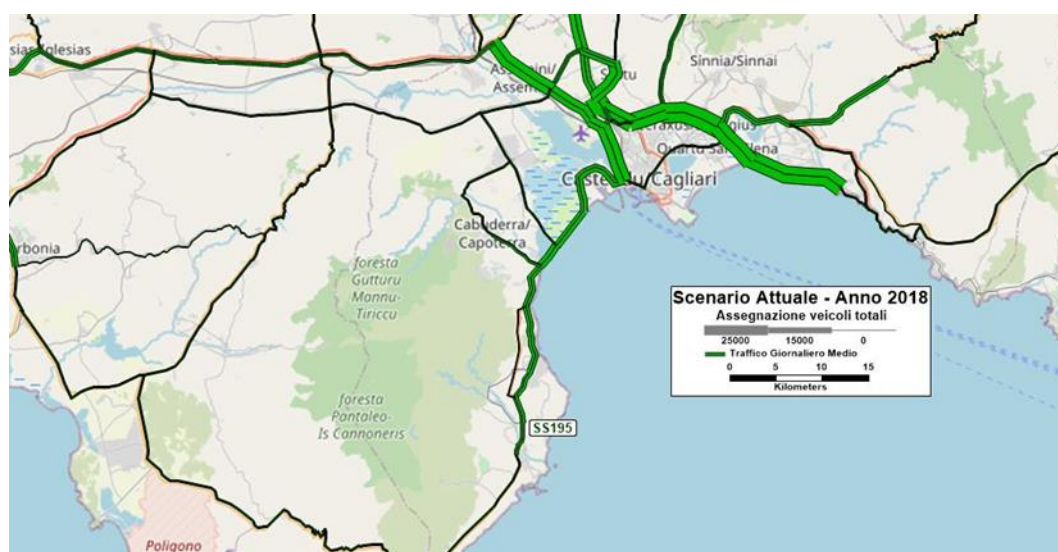 Iglesias
Sinnia/Sinnai
Assemini/
Assem
Quartu Sant'Elena
Casteddu Cagliari
Cabuderra/
Capoterra
rbonia
foresta
Gutturu
Mannu-
Tiriccu
Scenario Attuale - Anno 2018
Assegnazione veicoli totali
25000 15000 0
Traffico Giornaliero Medio
0 5 10 15
Kilometers
foresta
Pantaleo-
Is Cannoneris
SS195
Poligono